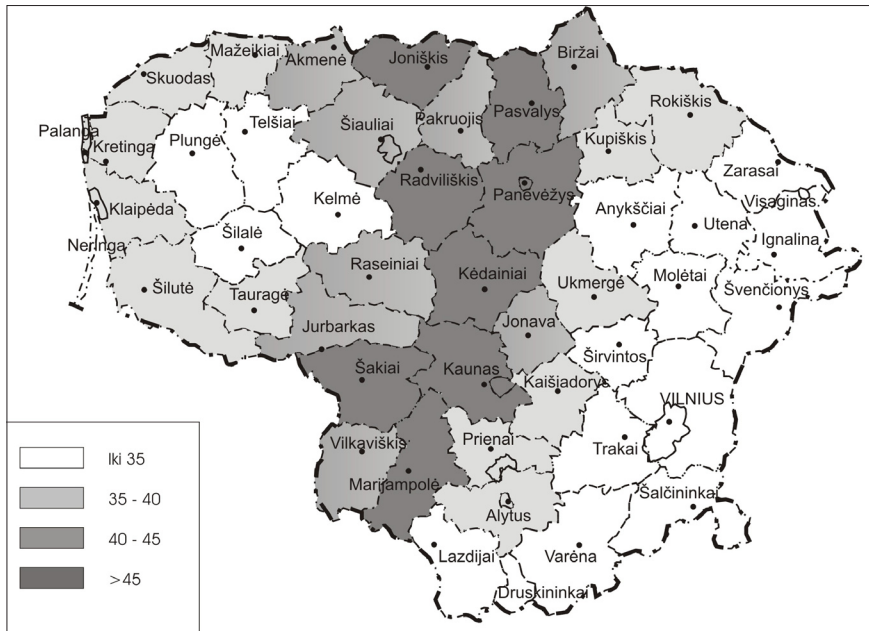 Mažeikiai
Akmenė
Joniškis
Biržai
Skuodas
Rokiškis
Palanga
Kretinga
Plungė
Telšiai
Šiauliai
Pakruojis
Pasvalys
Kupiškis
Zarasai
Radviliškis
Panevėžys
Visaginas
Klaipėda
Kelmė
Anykščiai
Utena
Neringa
Šilalė
Ignalina
Raseiniai
Kėdainiai
Ukmergė
Molėtai
Švenčionys
Šilutė
Tauragė
Jurbarkas
Jonava
Širvintos
Šakiai
Kaunas
Kaišiadorys
VILNIUS
Vilkaviškis
Prienai
Trakai
Marijampolė
Šalčininkai
Alytus
Lazdijai
Varėna
Druskininkai
Iki 35
35 - 40
40 - 45
>45